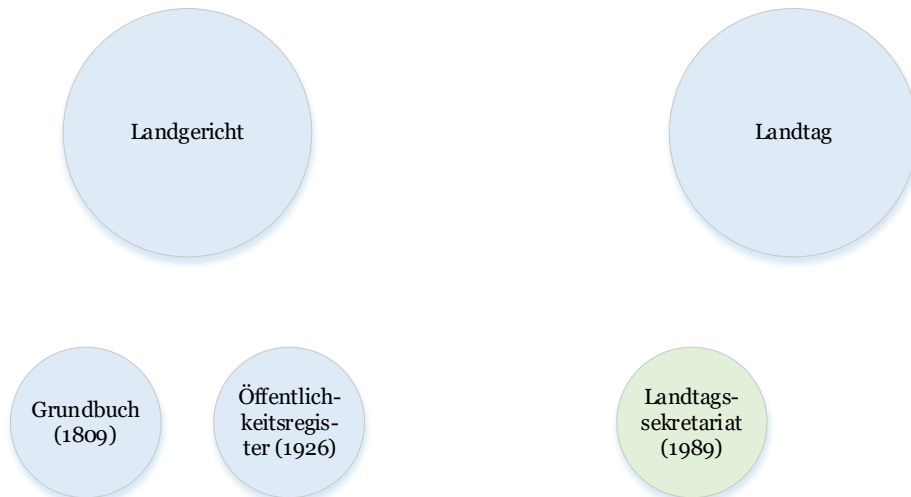 Landgericht
Landtag
Grundbuch
(1809)
Öffentlich-
keitsregis-
ter (1926)
Landtags-
sekretariat
(1989)